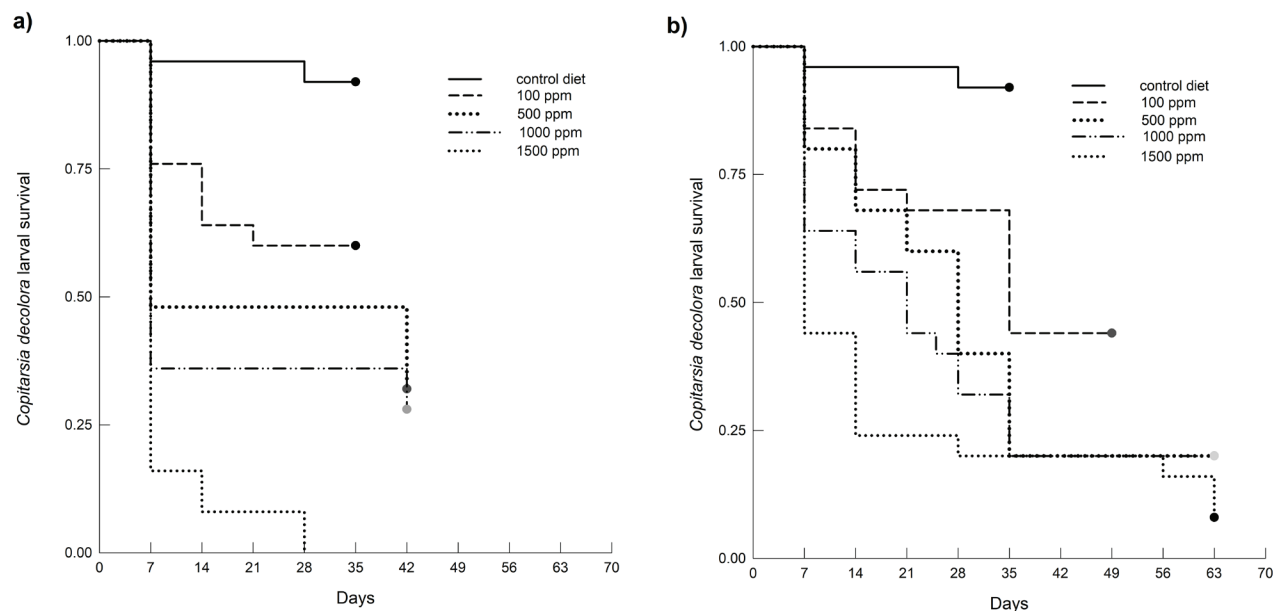 a)
1.00
0.75
0.50
0.25
0.00
Copitarsia decolora larval survival
control diet
100 ppm
500 ppm
1000 ppm
1500 ppm
0 7 14 21 28 35 42 49 56 63 70
Days
b)
1.00
0.75
0.50
0.25
0.00
Copitarsia decolora larval survival
control diet
100 ppm
500 ppm
1000 ppm
1500 ppm
0 7 14 21 28 35 42 49 56 63 70
Days